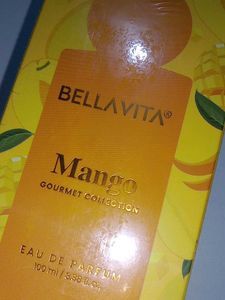 BELLAVITA®
Mango
GOURMET COLLECTION
EAU DE PARFUM
100 ml / 3.38 fl. oz.